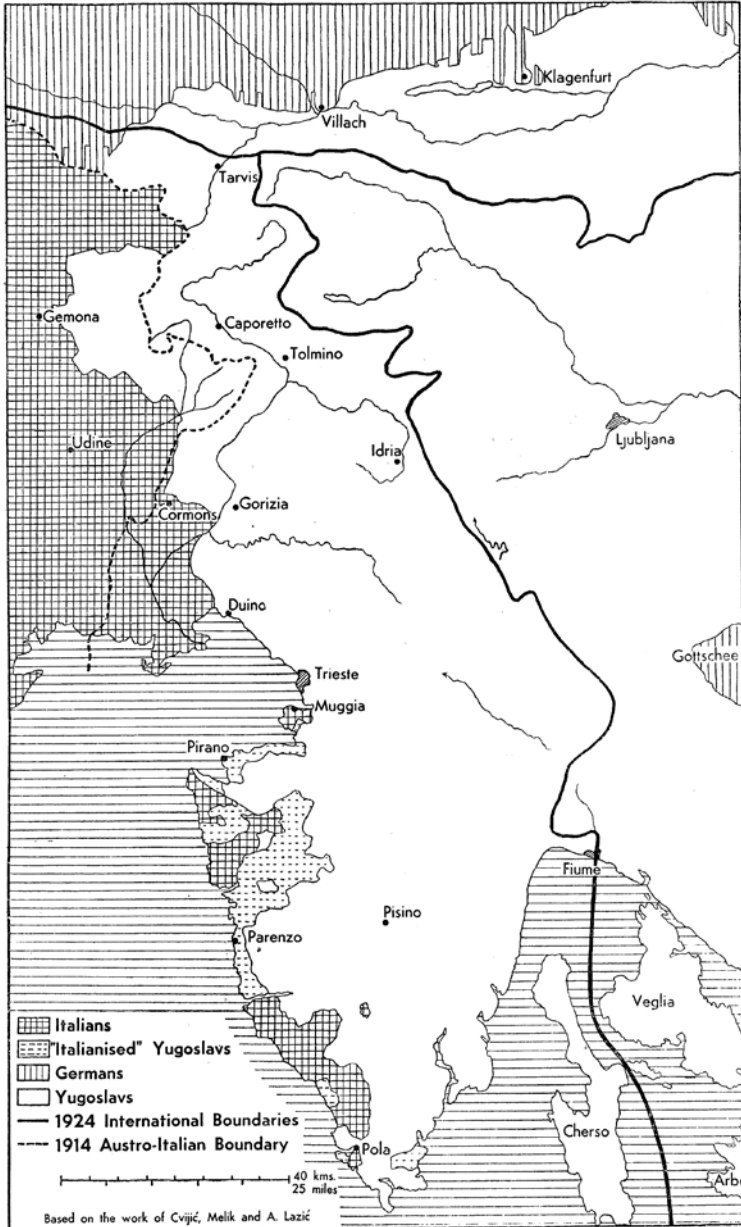 Klagenfurt
Villach
Tarvis
Gemona
Caporetto
Tolmino
Udine
Idria
Ljubljana
Cormons
Gorizia
Duino
Gottschee
Trieste
Muggia
Pirano
Fiume
Pisino
Parenzo
Veglia
Italians
"Italianised" Yugoslavs
Germans
Yugoslavs
1924 International Boundaries
1914 Austro-Italian Boundary
Cherso
Pola
Arbe
40 kms.
25 miles
Based on the work of Cvijić, Melik and A. Lazić